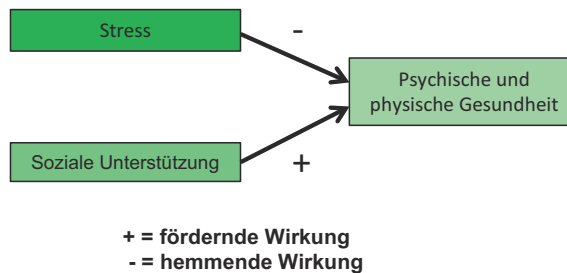 Stress
-
Psychische und
physische Gesundheit
Soziale Unterstützung
+
+ = fördernde Wirkung
- = hemmende Wirkung